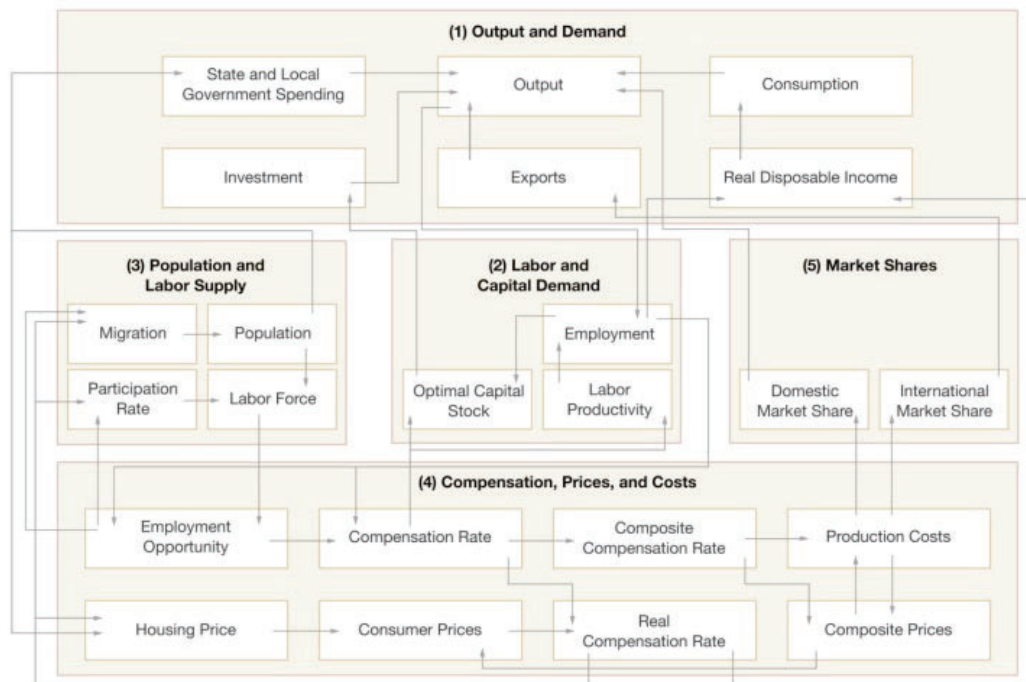 (1) Output and Demand
State and Local
Government Spending
Output
Consumption
Investment
Exports
Real Disposable Income
(3) Population and
Labor Supply
Migration
Population
Participation
Rate
Labor Force
(2) Labor and
Capital Demand
Employment
Optimal Capital
Stock
Labor
Productivity
(5) Market Shares
Domestic
Market Share
International
Market Share
(4) Compensation, Prices, and Costs
Employment
Opportunity
Compensation Rate
Composite
Compensation Rate
Production Costs
Housing Price
Consumer Prices
Real
Compensation Rate
Composite Prices